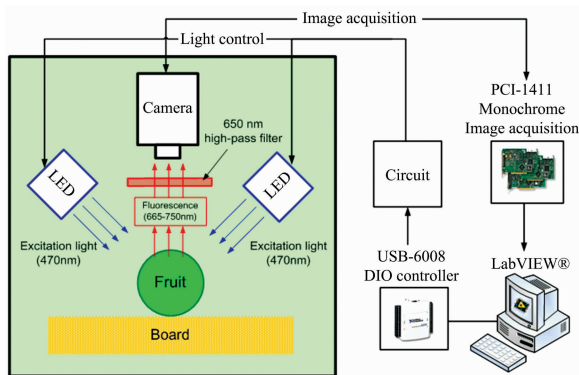 Image acquisition
Light control
PCI-1411
Monochrome
Image acquisition
Camera
650 nm
high-pass filter
LED
LED
Circuit
Fluorescence
(665-750nm)
Excitation light
(470nm)
Excitation light
(470nm)
USB-6008
DIO controller
LabVIEW®
Fruit
Board